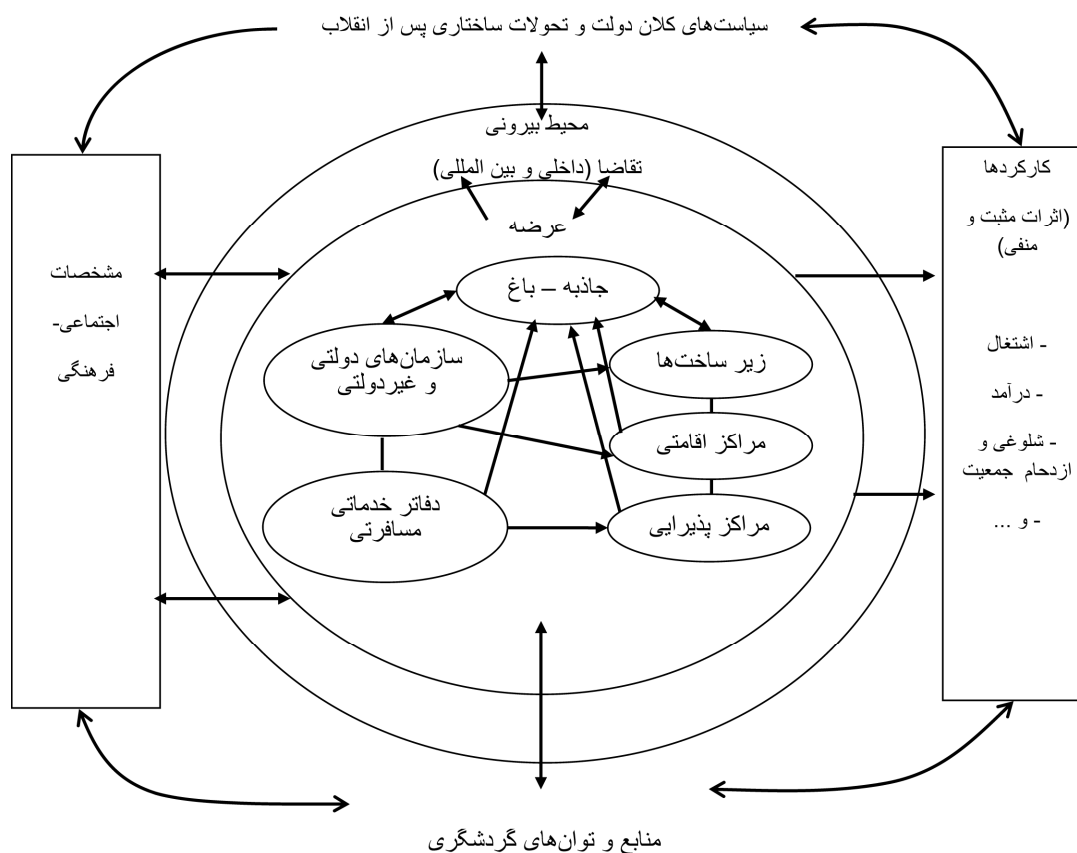 سیاست‌های کلان دولت و تحولات ساختاری پس از انقلاب
محیط بیرونی
تقاضا (داخلی و بین المللی)
عرضه
جاذبه – باغ
سازمان‌های دولتی
و غیردولتی
زیر ساخت‌ها
مراکز اقامتی
دفاتر خدماتی
مسافرتی
مراکز پذیرایی
کارکردها
(اثرات مثبت و
منفی)
- اشتغال
- درآمد
- شلوغی و
ازدحام جمعیت
- و ...
مشخصات
اجتماعی-
فرهنگی
منابع و توان‌های گردشگری